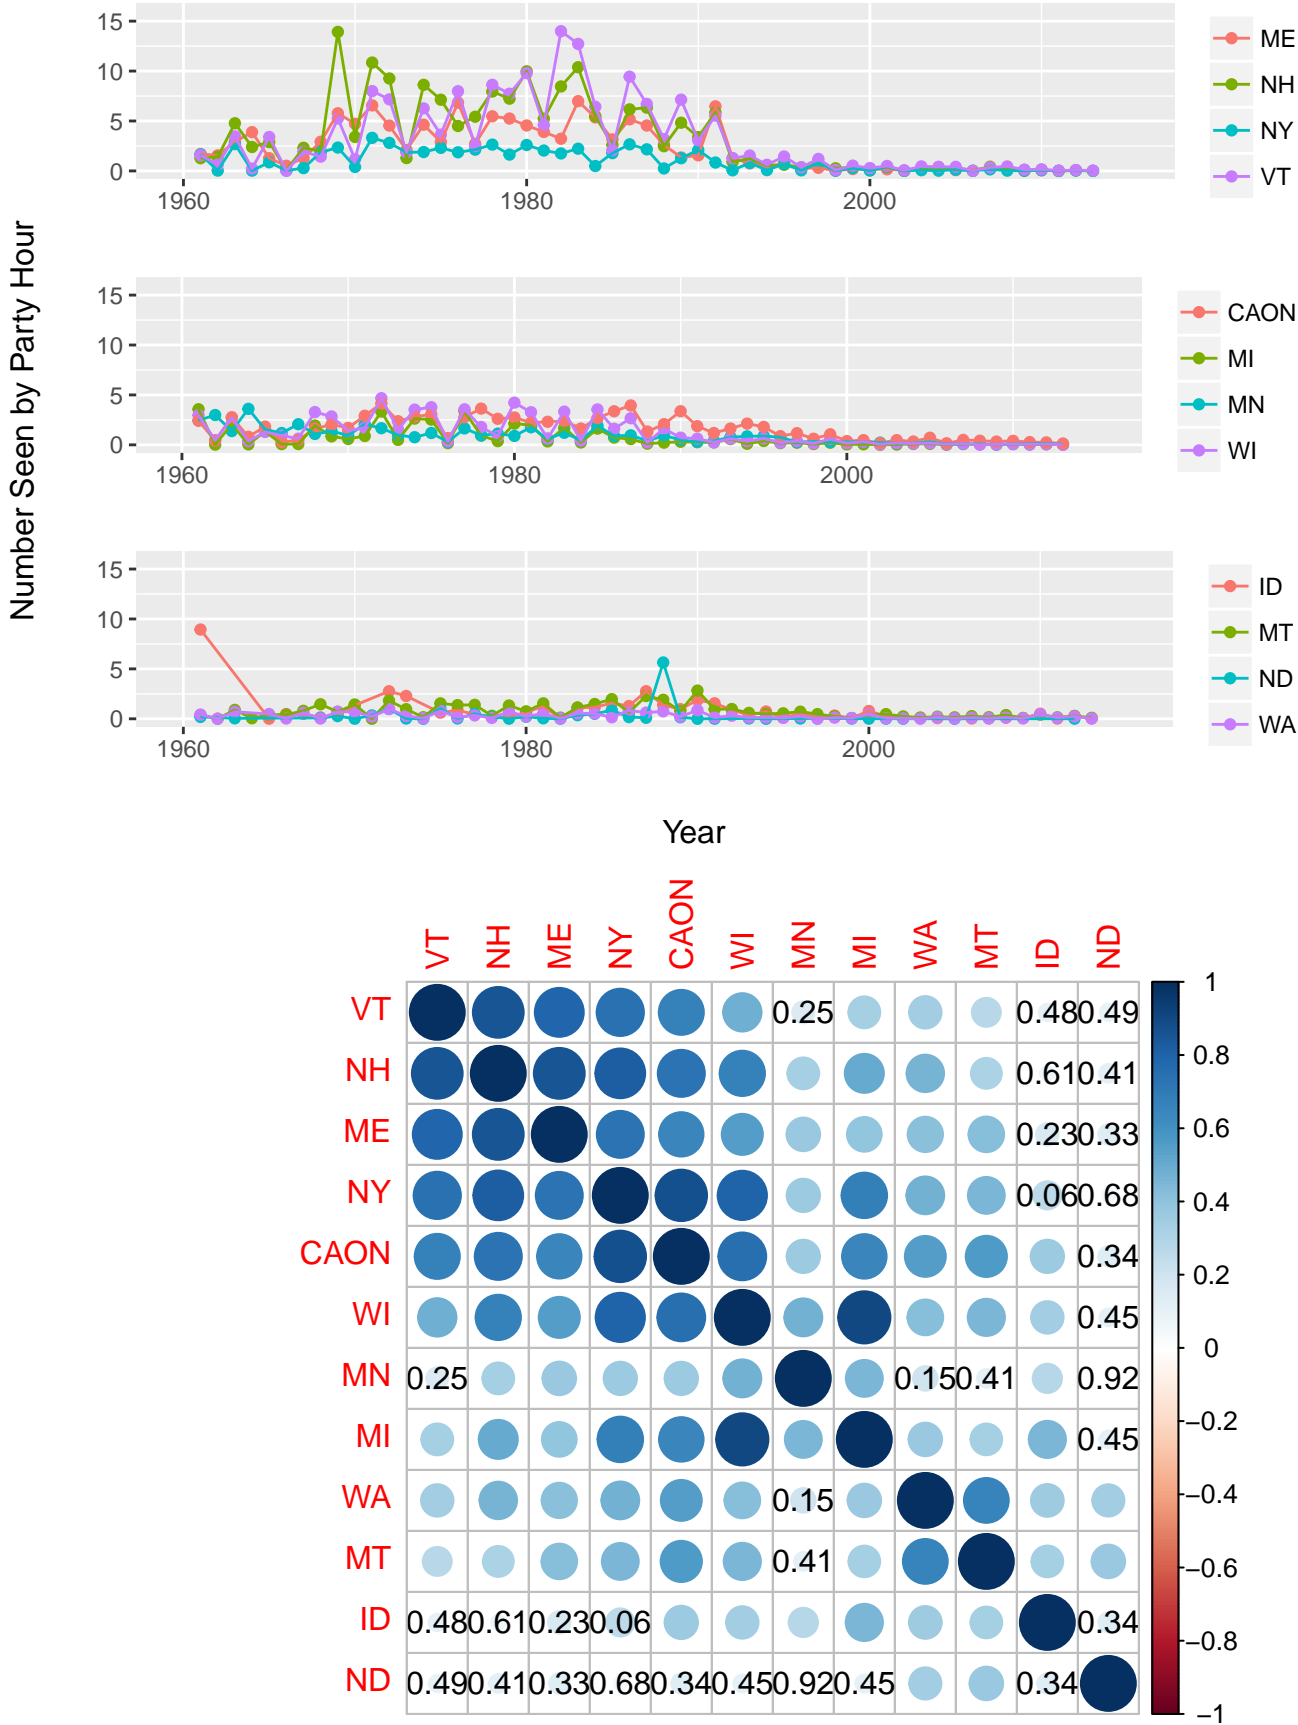 Number Seen by Party Hour
15
10
5
0
1960 1980 2000
ME
NH
NY
VT
15
10
5
0
1960 1980 2000
CAON
MI
MN
WI
15
10
5
0
1960 1980 2000
ID
MT
ND
WA
Year
VT NH ME NY CAON WI MN MI WA MT ID ND
VT 0.25 0.48 0.49
NH 0.61 0.41
ME 0.23 0.33
NY 0.06 0.68
CAON 0.34
WI 0.45
MN 0.25 0.15 0.41 0.92
MI 0.45
WA 0.15
MT 0.41
ID 0.48 0.61 0.23 0.06 0.34
ND 0.49 0.41 0.33 0.68 0.34 0.45 0.92 0.45 0.34
1
0.8
0.6
0.4
0.2
0
−0.2
−0.4
−0.6
−0.8
−1